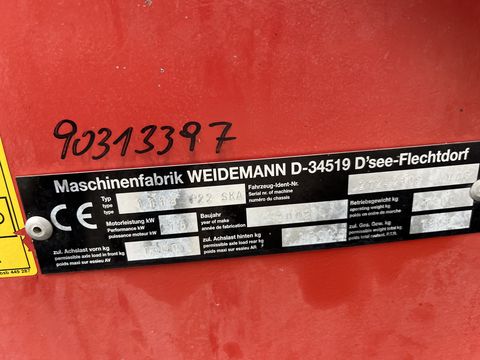 90313397
Maschinenfabrik WEIDEMANN D-34519 D'see-Flechtdorf
CE
Typ
type
type
Fahrzeug-Ident-Nr.
Serial nr. of machine
numéro du chassis
Motorleistung kW
Performance kW
puissance moteur kW
Baujahr
year of make
année de fabrication
Betriebsgewicht kg
operating weight kg
poids en ordre de marche
zul. Achslast vorn kg
permissible axle load in front kg
poids maxi sur essieu AV
zul. Achslast hinten kg
permissible axle load rear kg
poids maxi sur essieu AR
zul. Ges. Gew. kg
permissible weight total kg.
poids total autorisé, P.T.R.